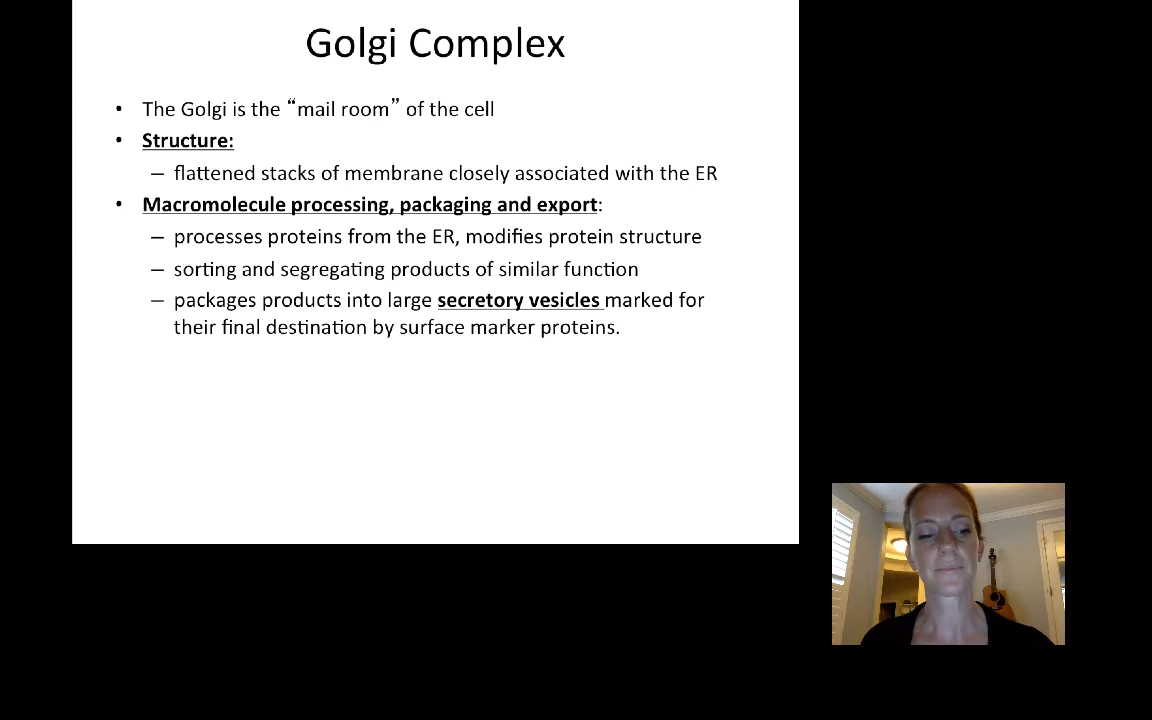 Golgi Complex
• The Golgi is the “mail room” of the cell
• Structure:
– flattened stacks of membrane closely associated with the ER
• Macromolecule processing, packaging and export:
– processes proteins from the ER, modifies protein structure
– sorting and segregating products of similar function
– packages products into large secretory vesicles marked for
their final destination by surface marker proteins.